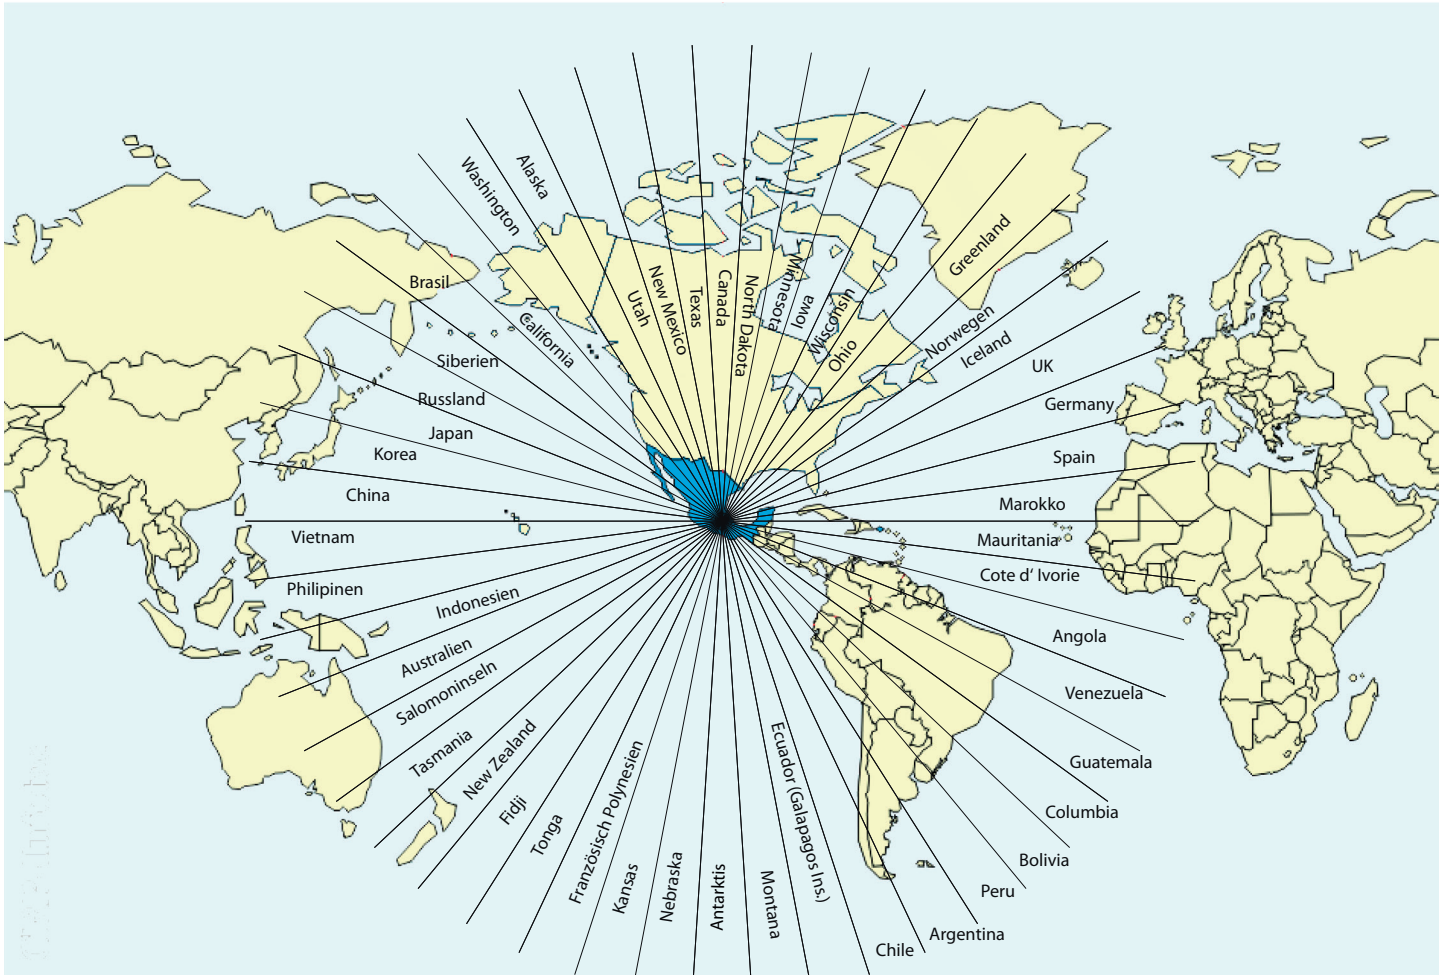 Alaska
Washington
Greenland
Brasil
Utah
New Mexico
Texas
Canada
North Dakota
Minnesota
Iowa
Wisconsin
Norwegen
California
Ohio
Iceland
Siberien
UK
Russland
Germany
Japan
Korea
Spain
China
Marokko
Vietnam
Mauritania
Philipinen
Cote d‘ Ivorie
Indonesien
Angola
Australien
Salomoninseln
Venezuela
Tasmania
New Zealand
Guatemala
Fidji
Columbia
Tonga
Französisch Polynesien
Ecuador (Galapagos Ins.)
Bolivia
Kansas
Nebraska
Antarktis
Montana
Peru
Argentina
Chile